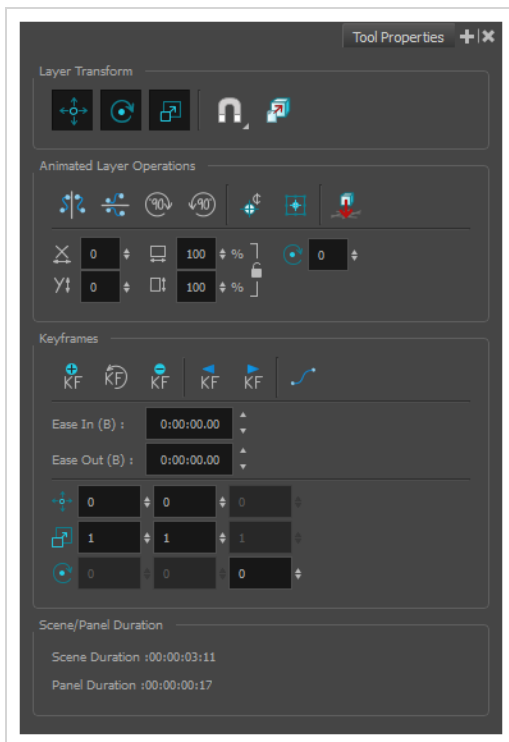 Tool Properties
Layer Transform
Animated Layer Operations
90 90 ¢
X 0 100 % 0
Y 0 100 %
Keyframes
KF KF KF KF KF
Ease In (B) : 0:00:00.00
Ease Out (B) : 0:00:00.00
0 0 0
1 1 1
0 0 0
Scene/Panel Duration
Scene Duration :00:00:03:11
Panel Duration :00:00:00:17